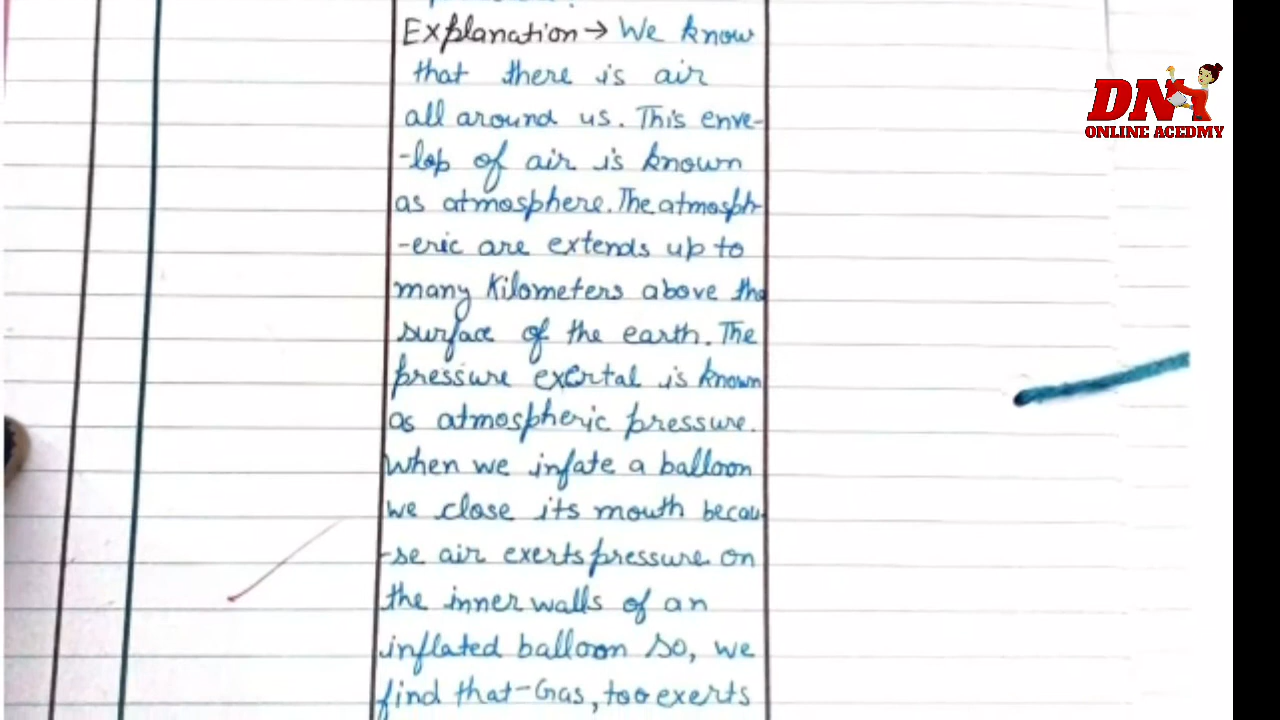 Explanation → We know
that there is air
all around us. This enve-
-lop of air is known
as atmosphere. The atmosph-
-eric are extends up to
many kilometers above the
surface of the earth. The
pressure exertal is known
as atmospheric pressure.
when we inflate a balloon
we close its mouth becau
-se air exerts pressure on
the inner walls of an
inflated balloon so, we
find that - Gas, too exerts
DN
ONLINE ACEDMY